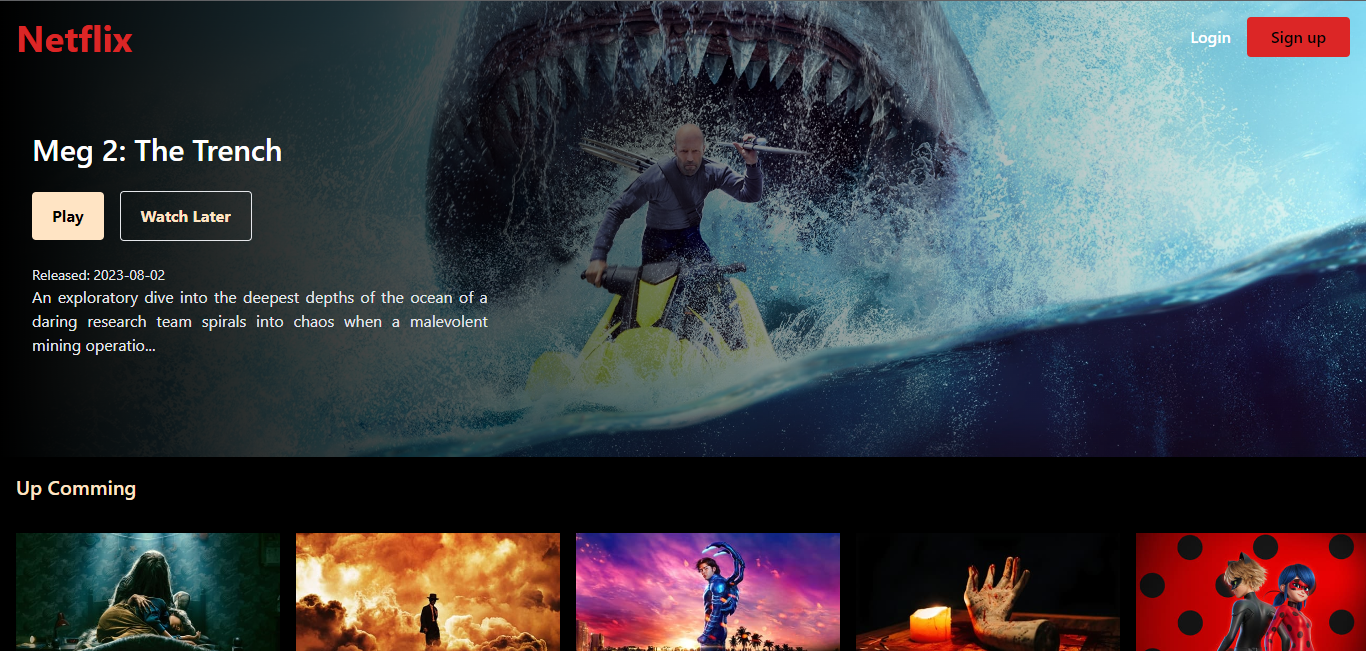 Netflix
Login
Sign up
Meg 2: The Trench
Play
Watch Later
Released: 2023-08-02
An exploratory dive into the deepest depths of the ocean of a
daring research team spirals into chaos when a malevolent
mining operatio...
Up Comming